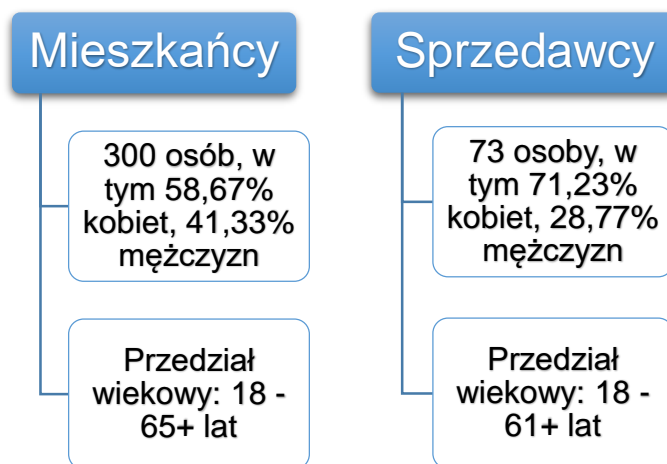 Mieszkańcy
300 osób, w
tym 58,67%
kobiet, 41,33%
mężczyzn
Przedział
wiekowy: 18 -
65+ lat
Sprzedawcy
73 osoby, w
tym 71,23%
kobiet, 28,77%
mężczyzn
Przedział
wiekowy: 18 -
61+ lat